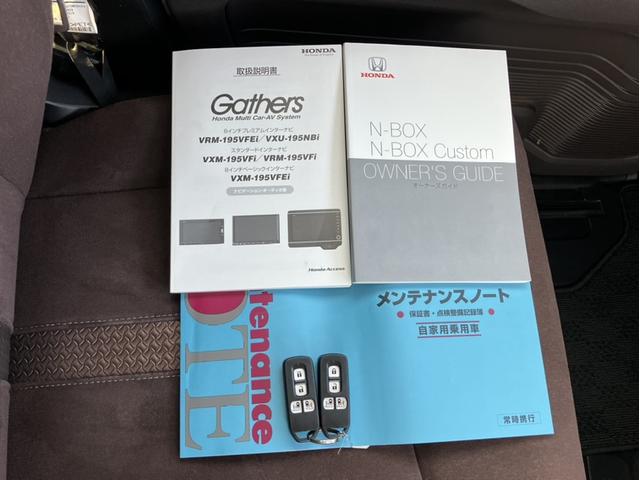 HONDA
取扱説明書
Gathers
Honda Multi Car-AV System
8インチプレミアムインターナビ
VRM-195VFEi/VXU-195NBi
スタンダードインターナビ
VXM-195VFi/VRM-195VFi
8インチベーシックインターナビ
VXM-195VFEi
ナビゲーション・オーディオ編
Honda Access
HONDA
N-BOX
N-BOX Custom
OWNER'S GUIDE
オーナーズガイド
メンテナンスノート
保証書・点検整備記録簿
自家用乗用車
常時携行